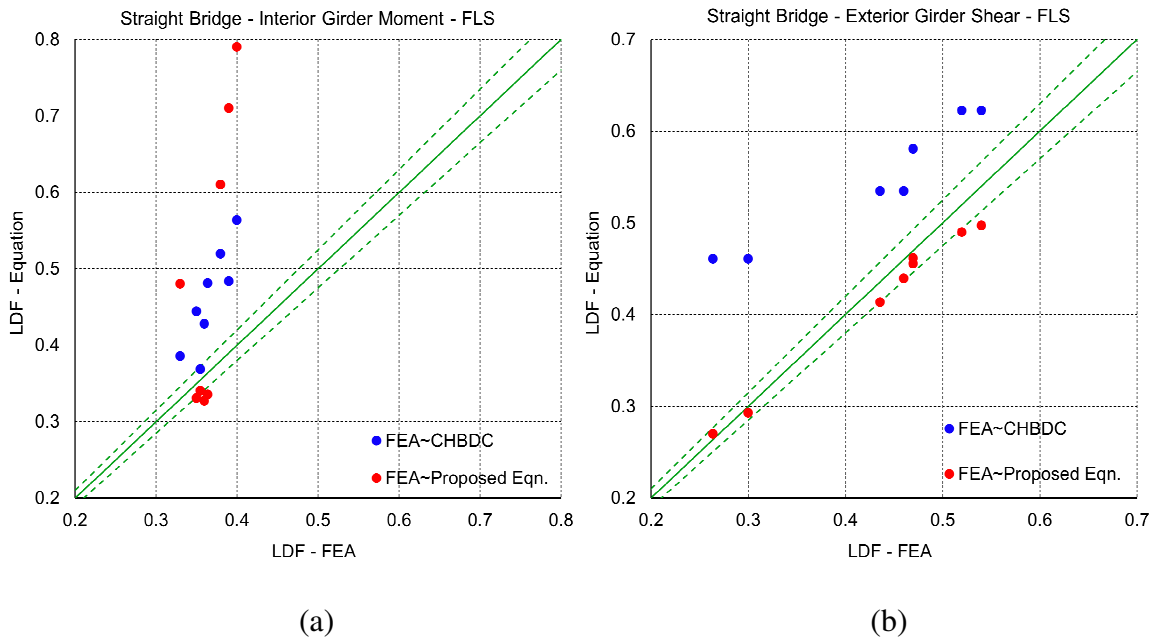 Straight Bridge - Interior Girder Moment - FLS
0.8
0.7
0.6
0.5
0.4
0.3
0.2
LDF - Equation
FEA~CHBDC
FEA~Proposed Eqn.
0.2 0.3 0.4 0.5 0.6 0.7 0.8
LDF - FEA
(a)
Straight Bridge - Exterior Girder Shear - FLS
0.7
0.6
0.5
0.4
0.3
0.2
LDF - Equation
FEA~CHBDC
FEA~Proposed Eqn.
0.2 0.3 0.4 0.5 0.6 0.7
LDF - FEA
(b)